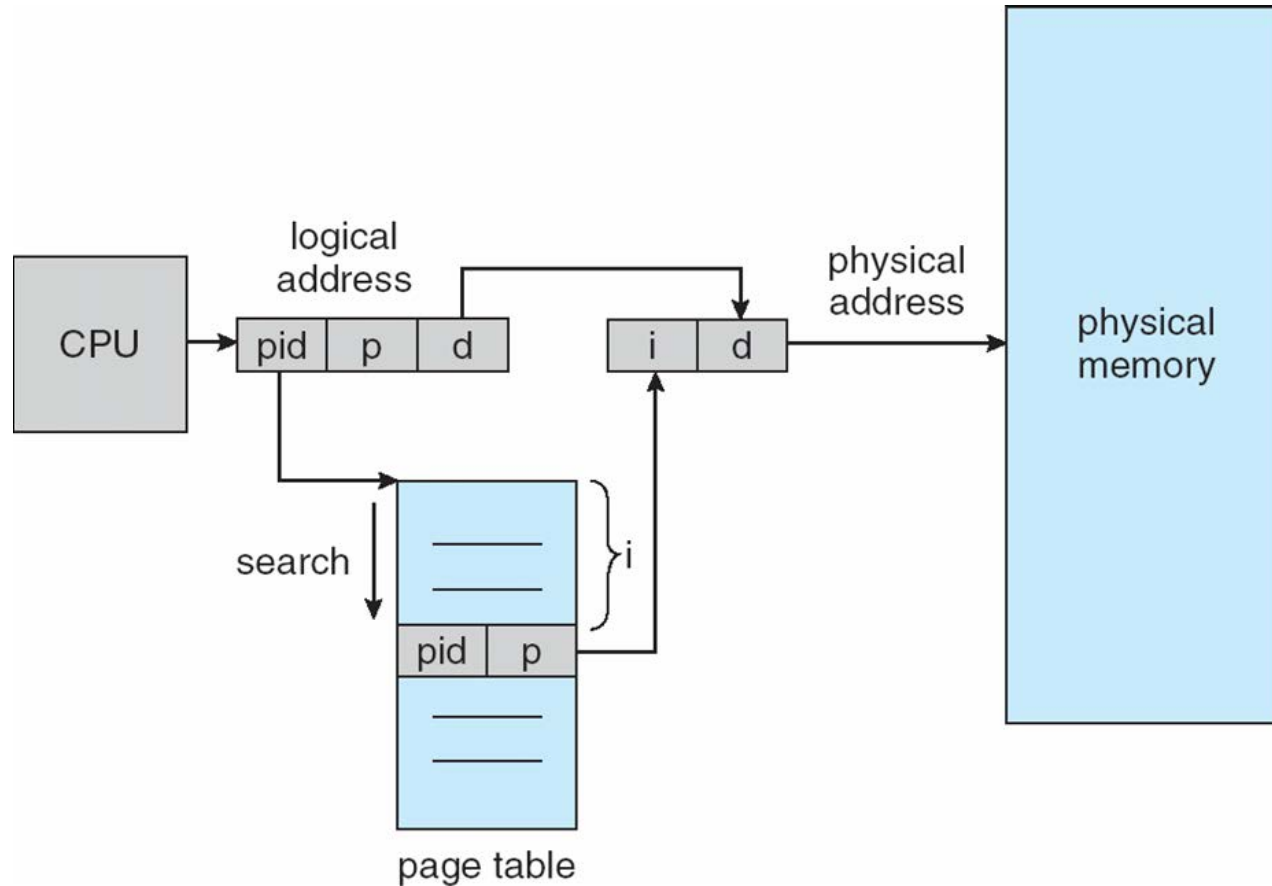 logical
address
physical
address
CPU
pid p d
i d
physical
memory
search
i
pid p
page table